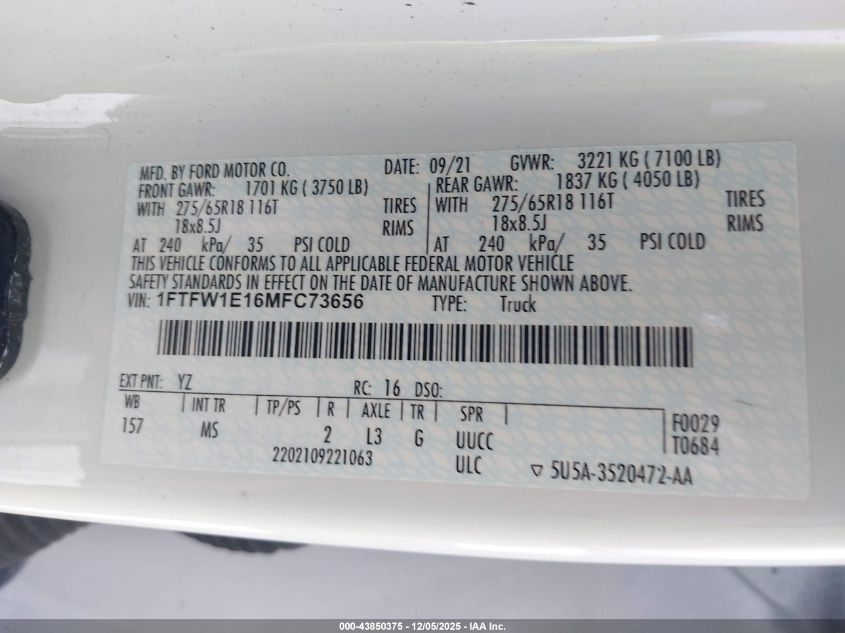 MFD. BY FORD MOTOR CO. DATE: 09/21 GVWR: 3221 KG ( 7100 LB)
FRONT GAWR: 1701 KG ( 3750 LB) REAR GAWR: 1837 KG ( 4050 LB)
WITH 275/65R18 116T TIRES WITH 275/65R18 116T TIRES
18x8.5J RIMS 18x8.5J RIMS
AT 240 kPa/ 35 PSI COLD AT 240 kPa/ 35 PSI COLD
THIS VEHICLE CONFORMS TO ALL APPLICABLE FEDERAL MOTOR VEHICLE
SAFETY STANDARDS IN EFFECT ON THE DATE OF MANUFACTURE SHOWN ABOVE.
VIN: 1FTFW1E16MFC73656 TYPE: Truck
EXT PNT: YZ RC: 16 DSO:
WB INT TR TP/PS R AXLE TR SPR F0029
157 MS 2 L3 G UUCC T0684
2202109221063 ULC ▽ 5U5A-3520472-AA
000-43850375 - 12/05/2025 - IAA Inc.